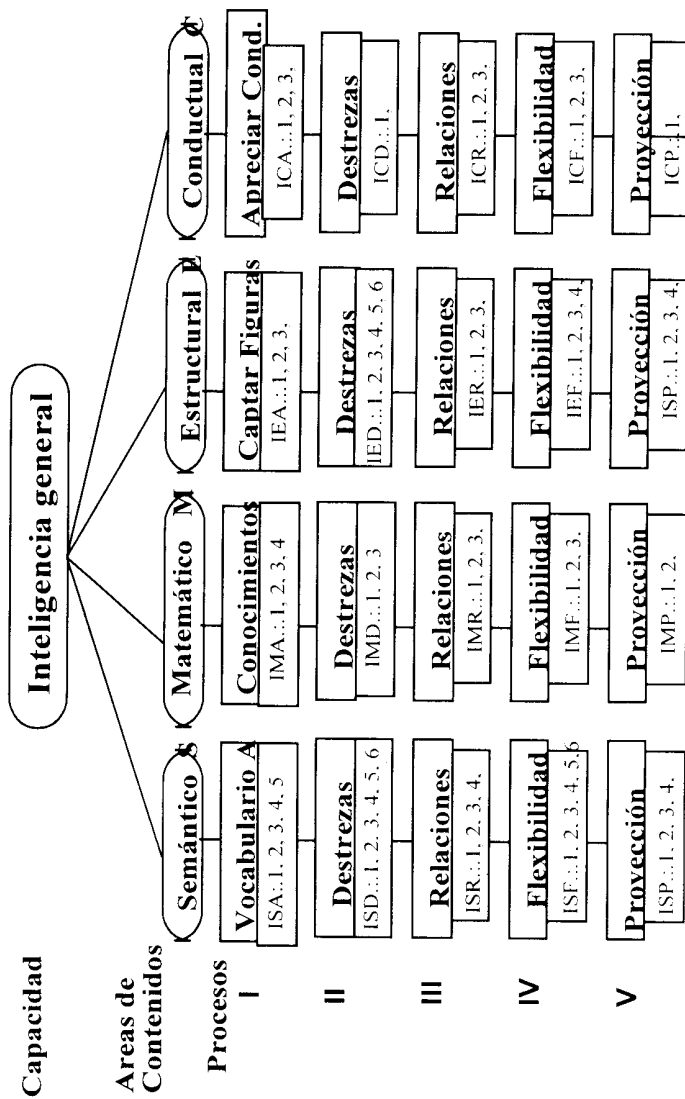 Capacidad
Inteligencia general
Areas de
Contenidos
I Semántico S
I Matemático M
I Estructural E
I Conductual C
Procesos
I
Vocabulario A
ISA.:.1, 2, 3, 4, 5
Conocimientos
IMA.:.1, 2, 3, 4
Captar Figuras
IEA.:.1, 2, 3.
Apreciar Cond.
ICA.:.1, 2, 3.
II
Destrezas
ISD.:.1, 2, 3, 4, 5, 6
Destrezas
IMD.:.1, 2, 3
Destrezas
IED.:.1, 2, 3, 4, 5, 6
Destrezas
ICD.:.1.
III
Relaciones
ISR.:.1, 2, 3, 4.
Relaciones
IMR.:.1, 2, 3.
Relaciones
IER.:.1, 2, 3.
Relaciones
ICR.:.1, 2, 3.
IV
Flexibilidad
ISF.:.1, 2, 3, 4, 5, 6
Flexibilidad
IMF.:.1, 2, 3.
Flexibilidad
IEF.:.1, 2, 3, 4.
Flexibilidad
ICF.:.1, 2, 3.
V
Proyección
ISP.:.1, 2, 3, 4.
Proyección
IMP.:.1, 2.
Proyección
ISP.:.1, 2, 3, 4.
Proyección
ICP.:.1.